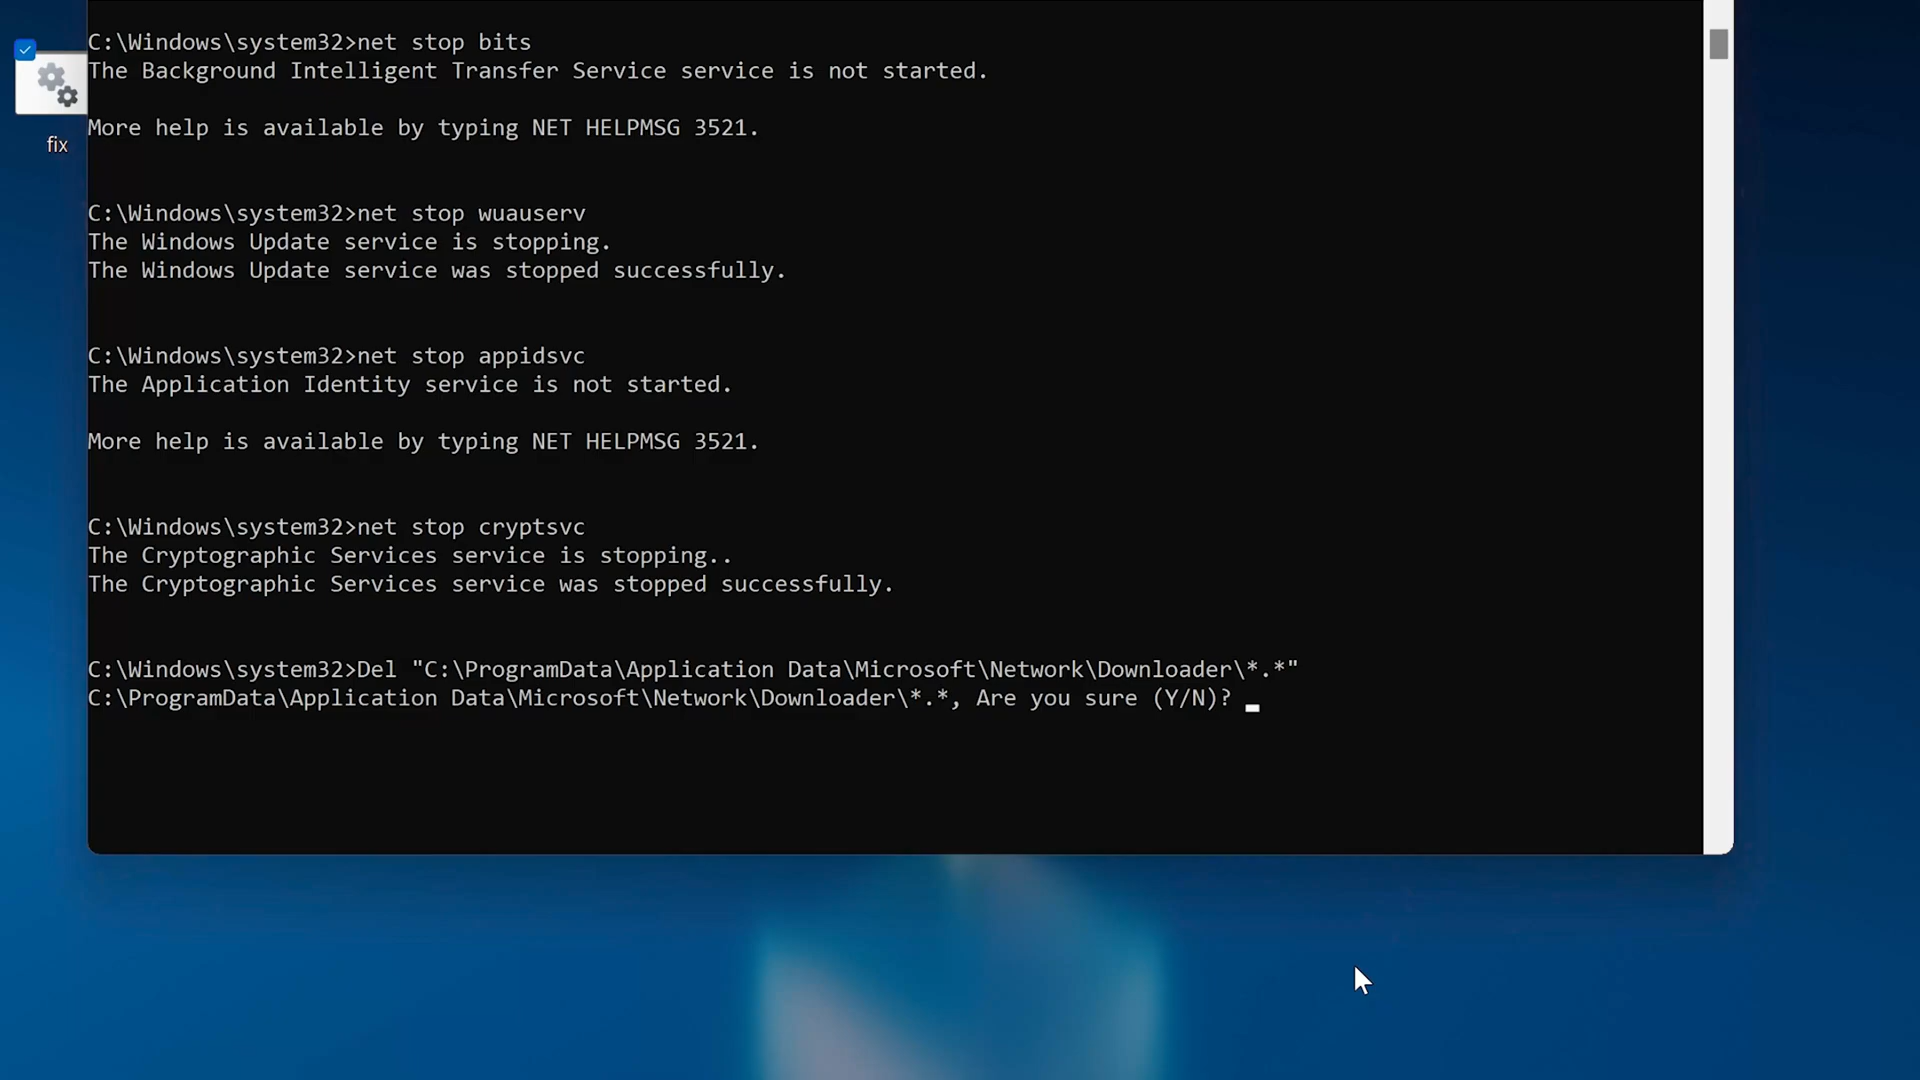 C:\Windows\system32>net stop bits
The Background Intelligent Transfer Service service is not started.
More help is available by typing NET HELPMSG 3521.
C:\Windows\system32>net stop wuauserv
The Windows Update service is stopping.
The Windows Update service was stopped successfully.
C:\Windows\system32>net stop appidsvc
The Application Identity service is not started.
More help is available by typing NET HELPMSG 3521.
C:\Windows\system32>net stop cryptsvc
The Cryptographic Services service is stopping..
The Cryptographic Services service was stopped successfully.
C:\Windows\system32>Del "C:\ProgramData\Application Data\Microsoft\Network\Downloader\*.*"
C:\ProgramData\Application Data\Microsoft\Network\Downloader\*.*, Are you sure (Y/N)?
fix